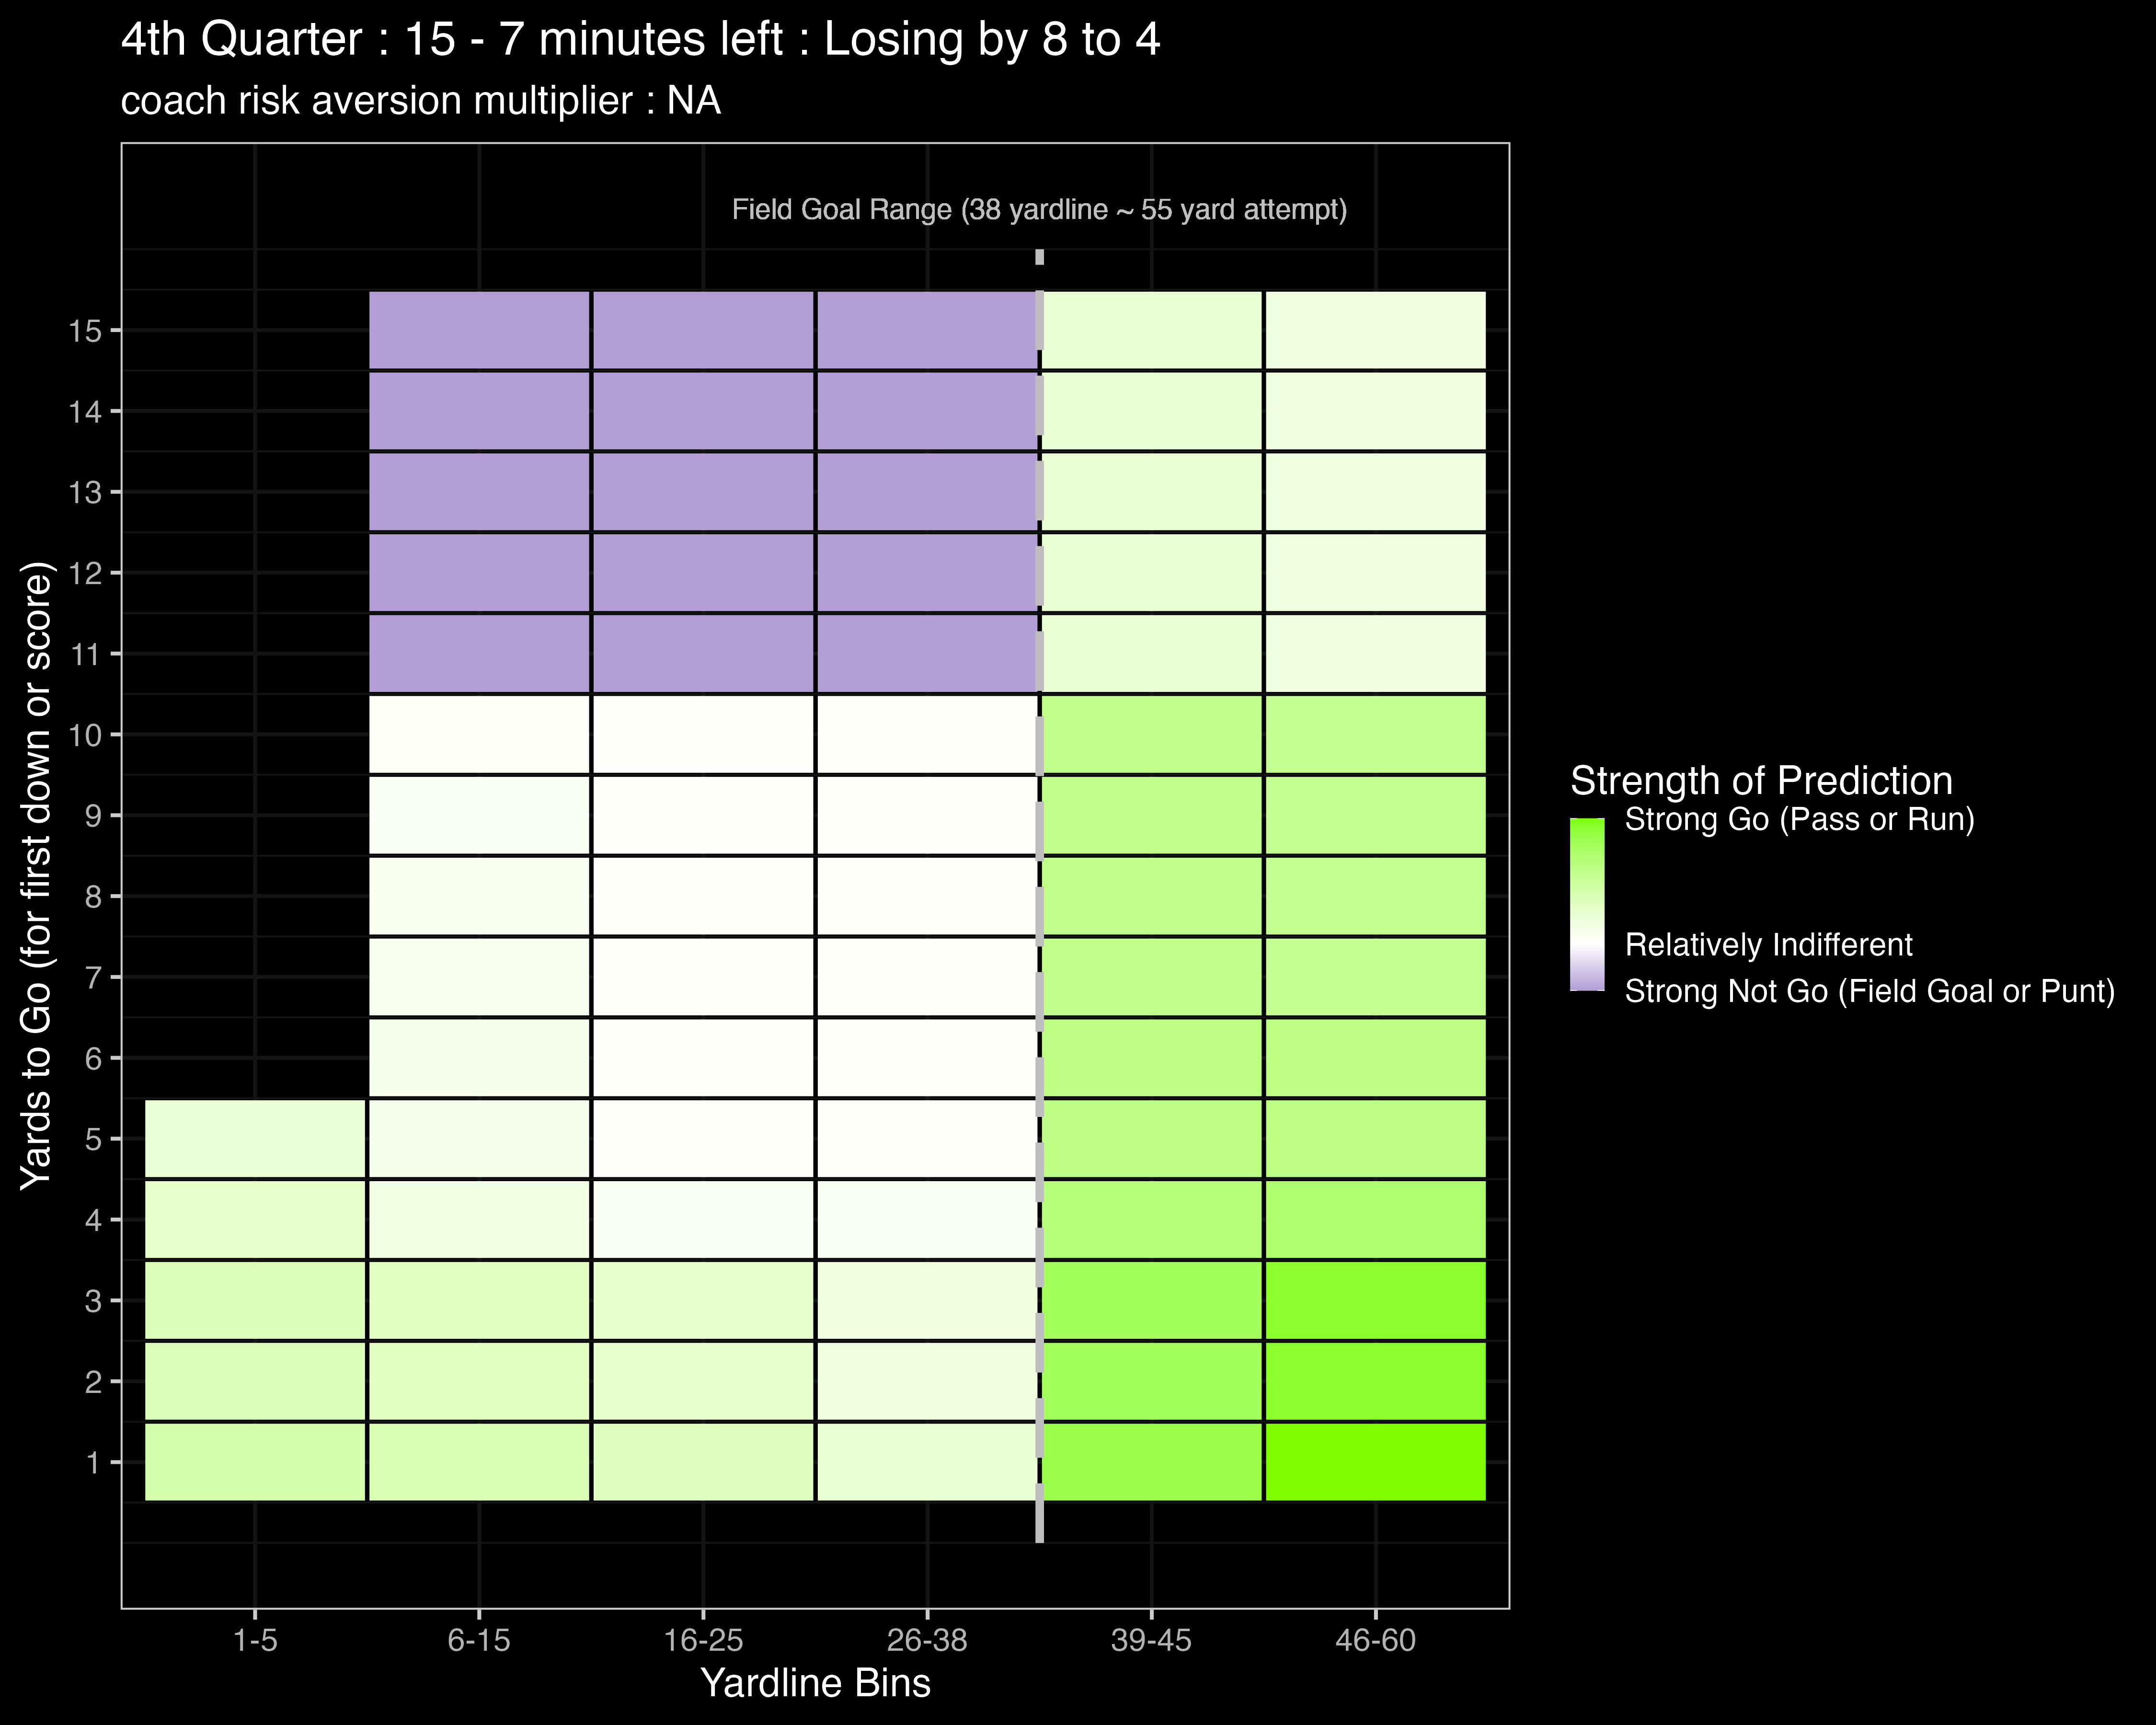 4th Quarter : 15 - 7 minutes left : Losing by 8 to 4
coach risk aversion multiplier : NA
Field Goal Range (38 yardline ~ 55 yard attempt)
Yards to Go (for first down or score)
15
14
13
12
11
10
9
8
7
6
5
4
3
2
1
1-5 6-15 16-25 26-38 39-45 46-60
Yardline Bins
Strength of Prediction
Strong Go (Pass or Run)
Relatively Indifferent
Strong Not Go (Field Goal or Punt)